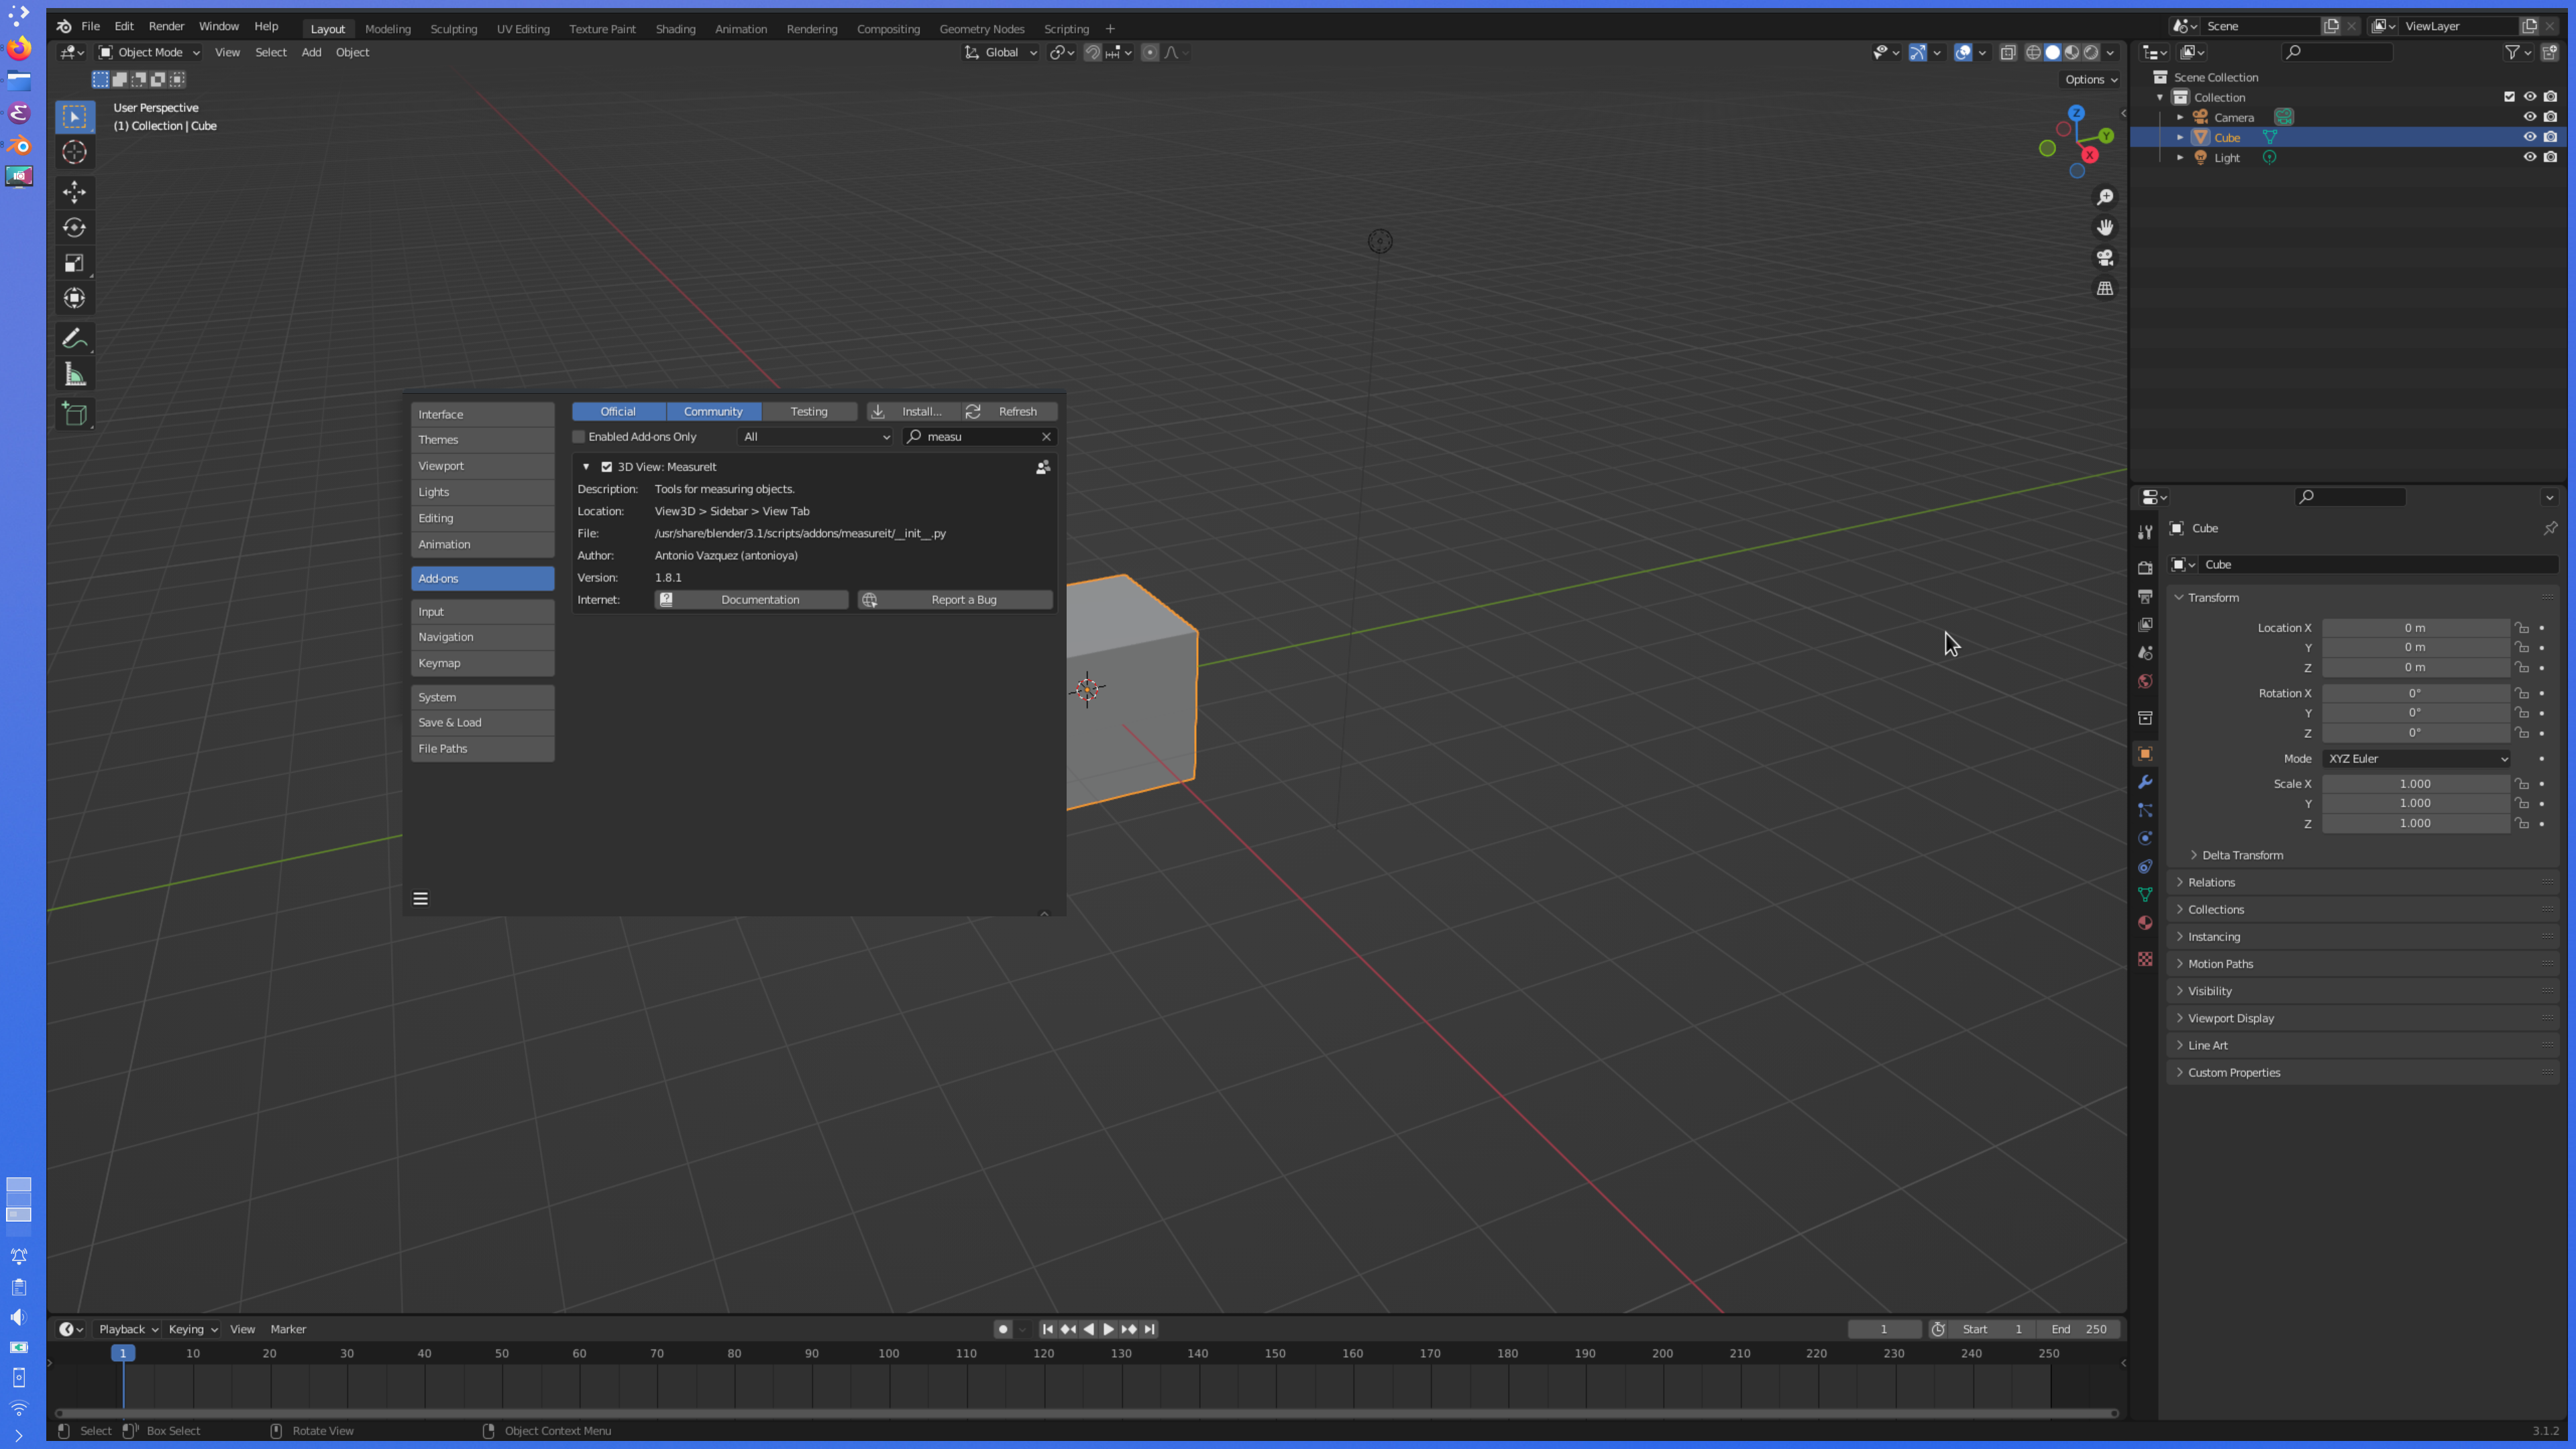 File Edit Render Window Help Layout Modeling Sculpting UV Editing Texture Paint Shading Animation Rendering Compositing Geometry Nodes Scripting + Scene ViewLayer
Object Mode View Select Add Object Global
Options
User Perspective
(1) Collection | Cube
Z
Y
X
Scene Collection
Collection
Camera
Cube
Light
Interface
Themes
Viewport
Lights
Editing
Animation
Add-ons
Input
Navigation
Keymap
System
Save & Load
File Paths
Official Community Testing Install... Refresh
Enabled Add-ons Only All measu
3D View: MeasureIt
Description: Tools for measuring objects.
Location: View3D > Sidebar > View Tab
File: /usr/share/blender/3.1/scripts/addons/measureit/__init__.py
Author: Antonio Vazquez (antonioya)
Version: 1.8.1
Internet: Documentation Report a Bug
Cube
Cube
Transform
Location X 0 m
Y 0 m
Z 0 m
Rotation X 0°
Y 0°
Z 0°
Mode XYZ Euler
Scale X 1.000
Y 1.000
Z 1.000
Delta Transform
Relations
Collections
Instancing
Motion Paths
Visibility
Viewport Display
Line Art
Custom Properties
Playback Keying View Marker 1 Start 1 End 250
1 10 20 30 40 50 60 70 80 90 100 110 120 130 140 150 160 170 180 190 200 210 220 230 240 250
Select Box Select Rotate View Object Context Menu 3.1.2